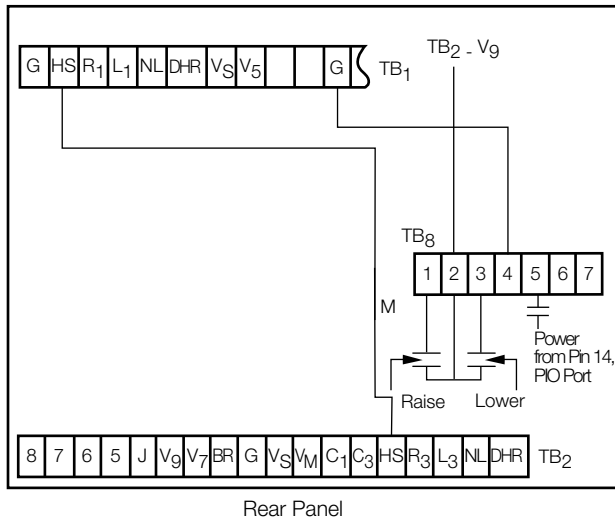 G HS R1 L1 NL DHR VS V5 G TB1
TB2 - V9
TB8
1 2 3 4 5 6 7
M
Power
from Pin 14,
PIO Port
Raise Lower
8 7 6 5 J V9 V7 BR G VS VM C1 C3 HS R3 L3 NL DHR TB2
Rear Panel